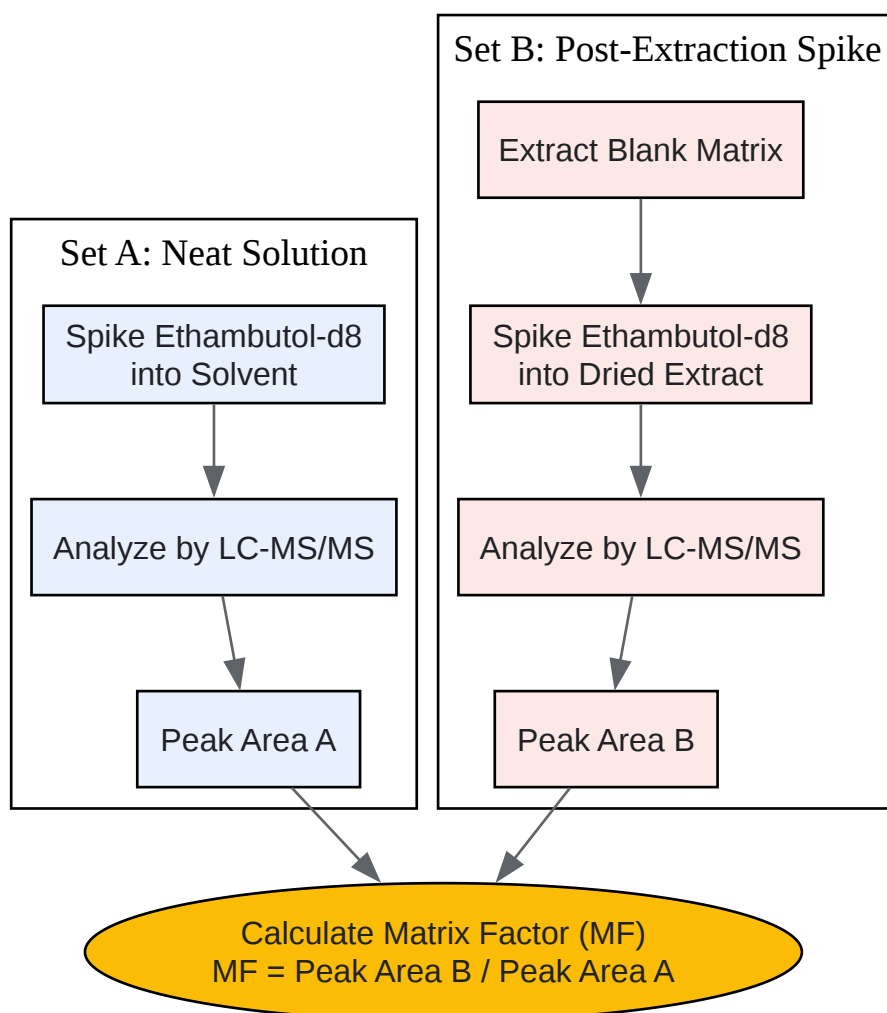 Set A: Neat Solution
Spike Ethambutol-d8
into Solvent
Analyze by LC-MS/MS
Peak Area A
Set B: Post-Extraction Spike
Extract Blank Matrix
Spike Ethambutol-d8
into Dried Extract
Analyze by LC-MS/MS
Peak Area B
Calculate Matrix Factor (MF)
MF = Peak Area B / Peak Area A